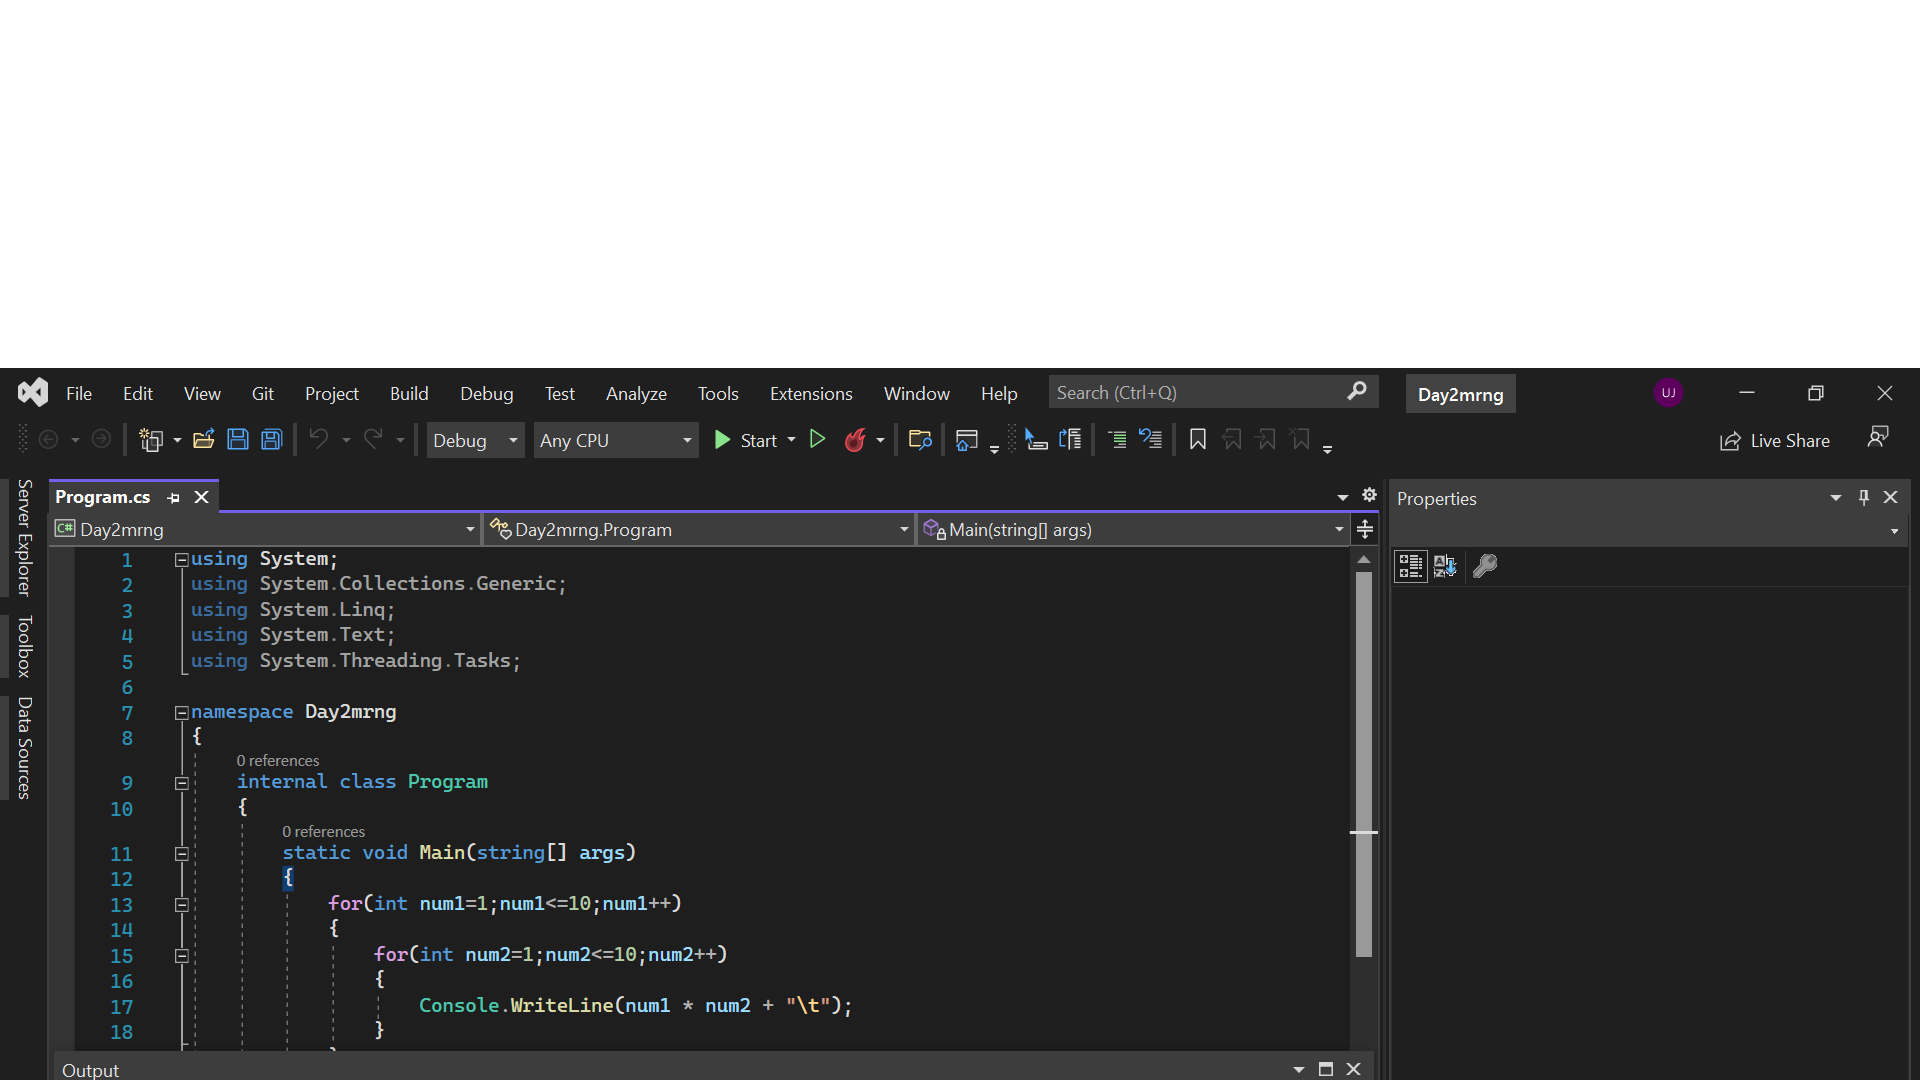 File Edit View Git Project Build Debug Test Analyze Tools Extensions Window Help Search (Ctrl+Q) Day2mrng UJ
Debug Any CPU Start Live Share
Server Explorer
Toolbox
Data Sources
Program.cs
C# Day2mrng Day2mrng.Program Main(string[] args)
1 using System;
2 using System.Collections.Generic;
3 using System.Linq;
4 using System.Text;
5 using System.Threading.Tasks;
6
7 namespace Day2mrng
8 {
0 references
9 internal class Program
10 {
0 references
11 static void Main(string[] args)
12 {
13 for(int num1=1;num1<=10;num1++)
14 {
15 for(int num2=1;num2<=10;num2++)
16 {
17 Console.WriteLine(num1 * num2 + "\t");
18 }
Output
Properties